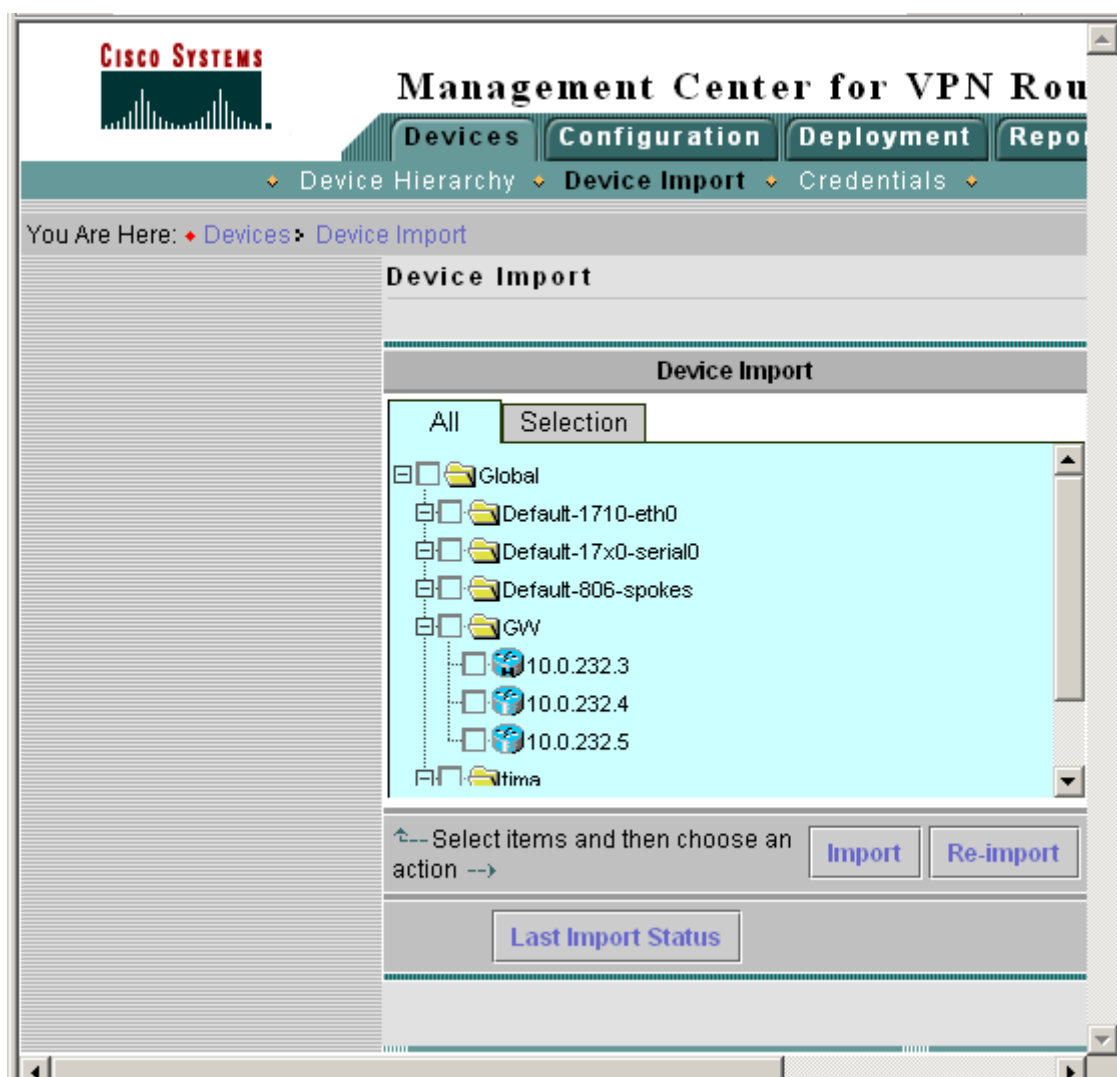 CISCO SYSTEMS
Management Center for VPN Rou
Devices Configuration Deployment Repo
Device Hierarchy Device Import Credentials
You Are Here: Devices Device Import
Device Import
Device Import
All Selection
Global
Default-1710-eth0
Default-17x0-serial0
Default-806-spokes
GW
10.0.232.3
10.0.232.4
10.0.232.5
ltima
Select items and then choose an
action
Import Re-import
Last Import Status